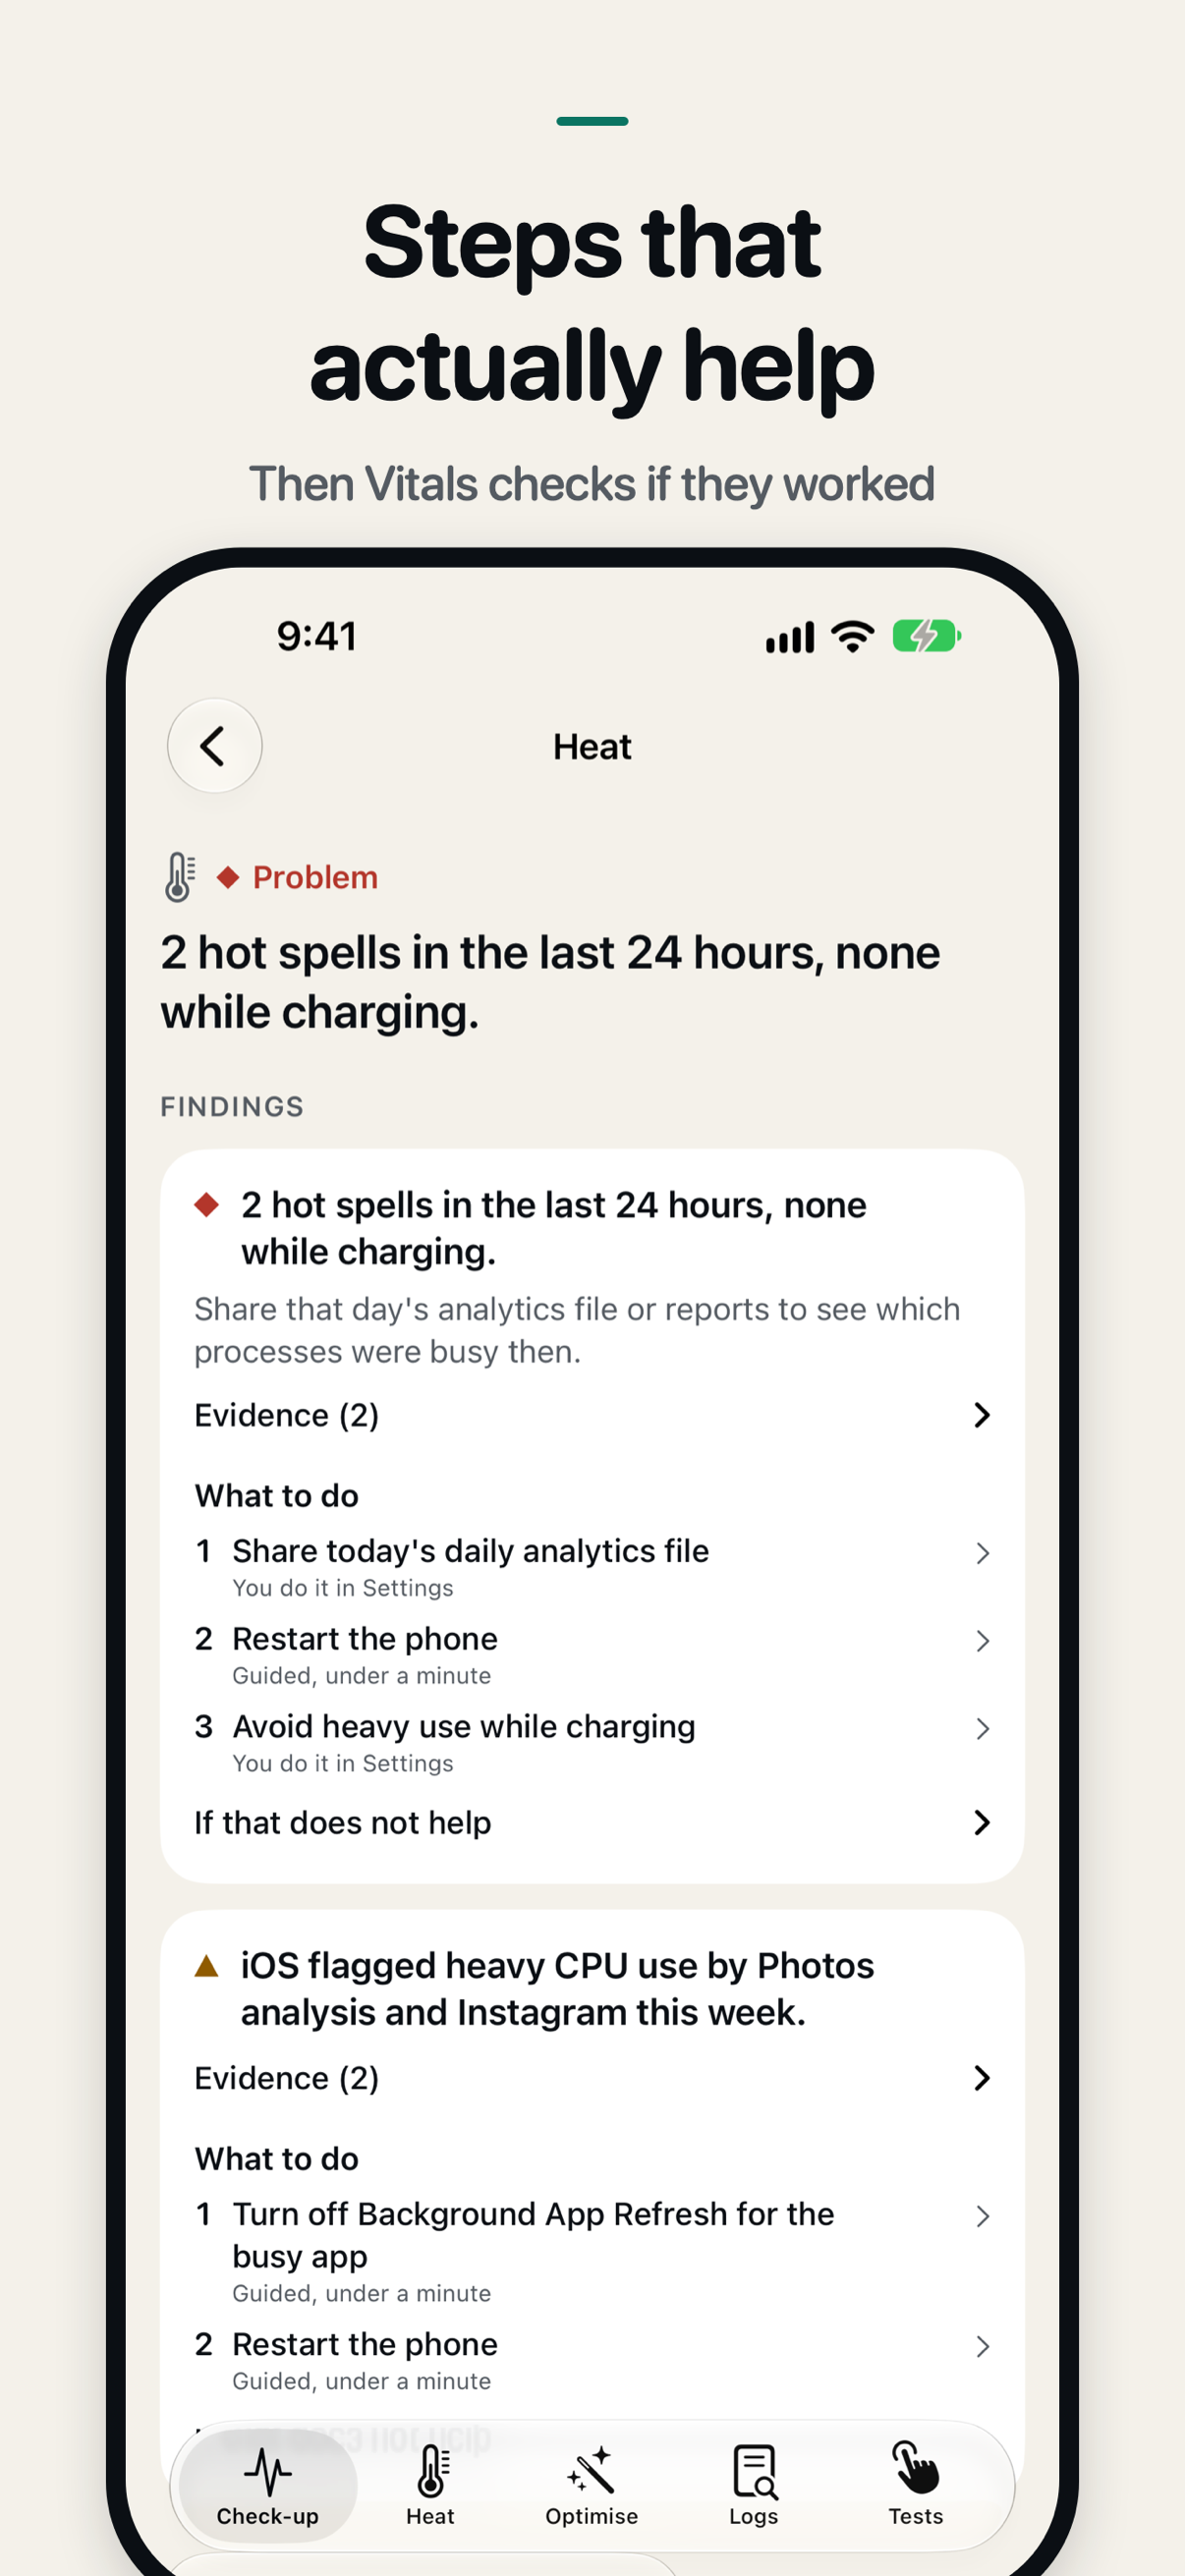 Steps that
actually help
Then Vitals checks if they worked
9:41
Heat
Problem
2 hot spells in the last 24 hours, none
while charging.
FINDINGS
2 hot spells in the last 24 hours, none
while charging.
Share that day's analytics file or reports to see which
processes were busy then.
Evidence (2)
What to do
1 Share today's daily analytics file
You do it in Settings
2 Restart the phone
Guided, under a minute
3 Avoid heavy use while charging
You do it in Settings
If that does not help
iOS flagged heavy CPU use by Photos
analysis and Instagram this week.
Evidence (2)
What to do
1 Turn off Background App Refresh for the
busy app
Guided, under a minute
2 Restart the phone
Guided, under a minute
Check-up Heat Optimise Logs Tests